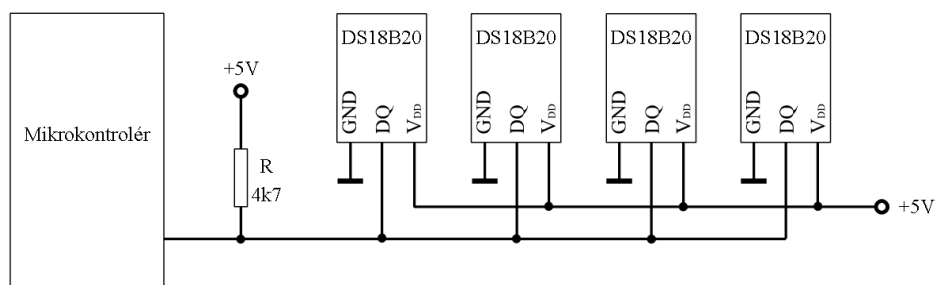 Mikrokontrolér
+5V
R
4k7
DS18B20
GND
DQ
VDD
DS18B20
GND
DQ
VDD
DS18B20
GND
DQ
VDD
DS18B20
GND
DQ
VDD
+5V